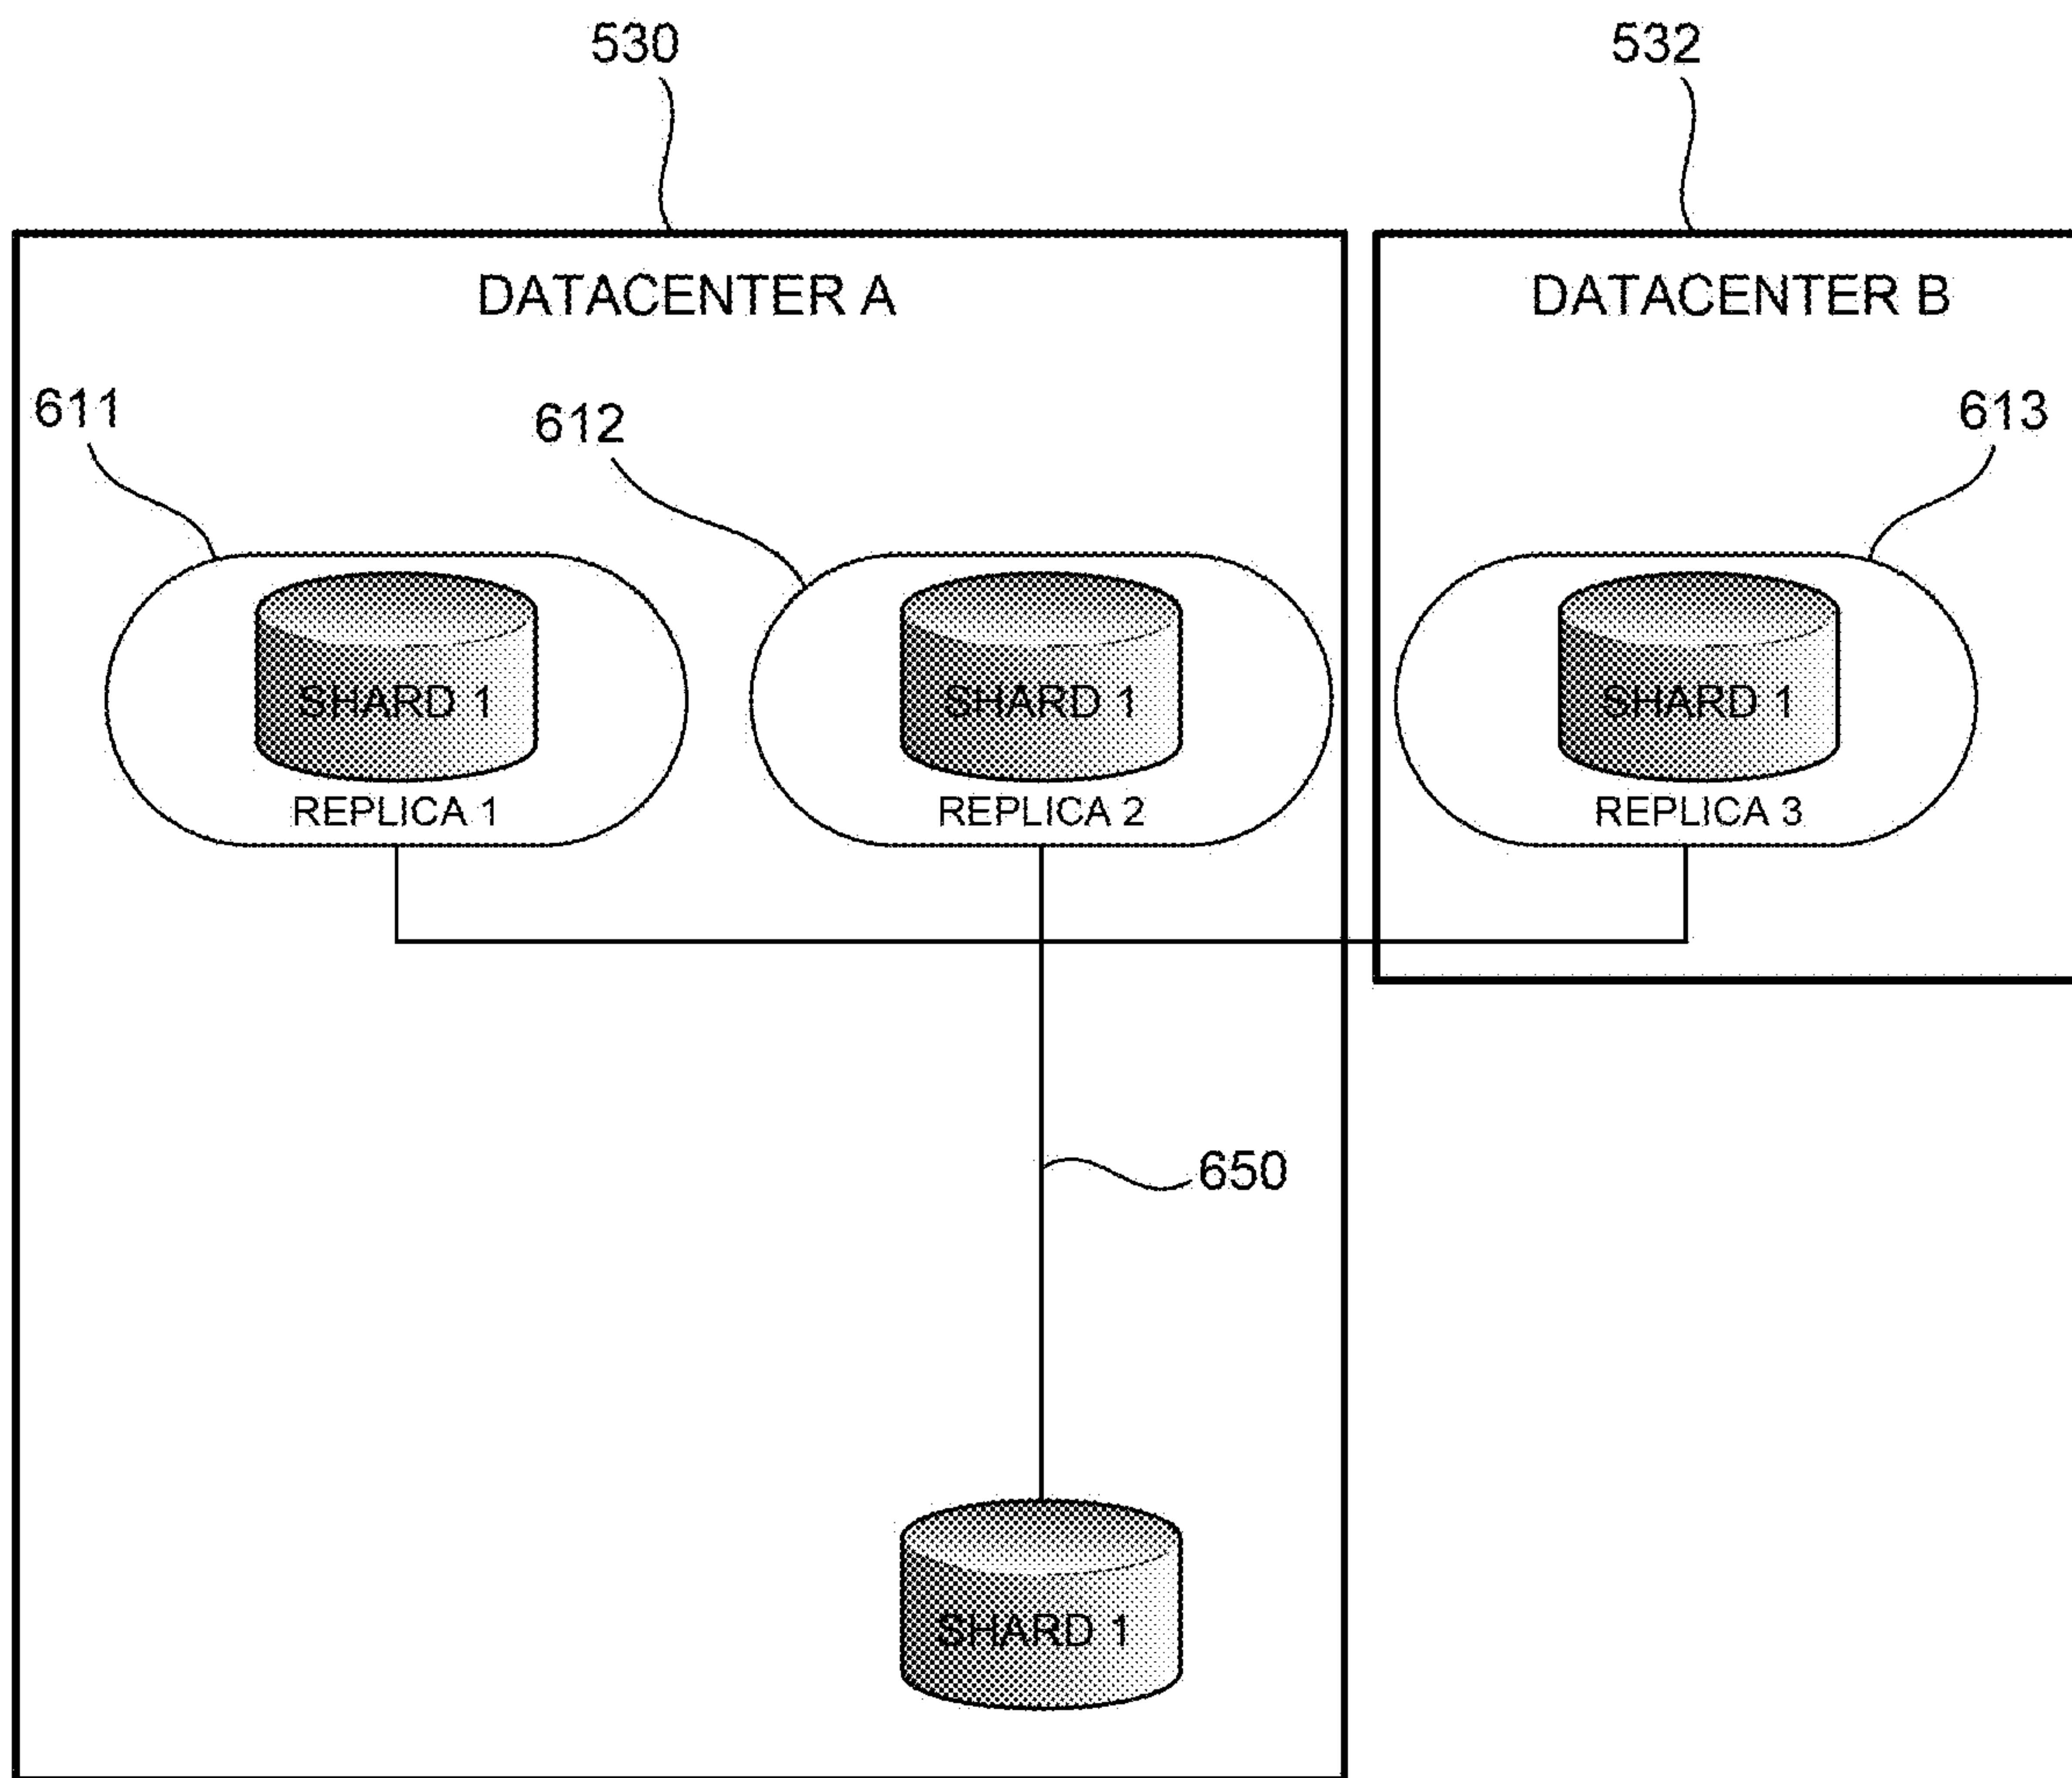 530
532
DATACENTER A
DATACENTER B
611
612
613
SHARD 1
SHARD 1
SHARD 1
REPLICA 1
REPLICA 2
REPLICA 3
650
SHARD 1